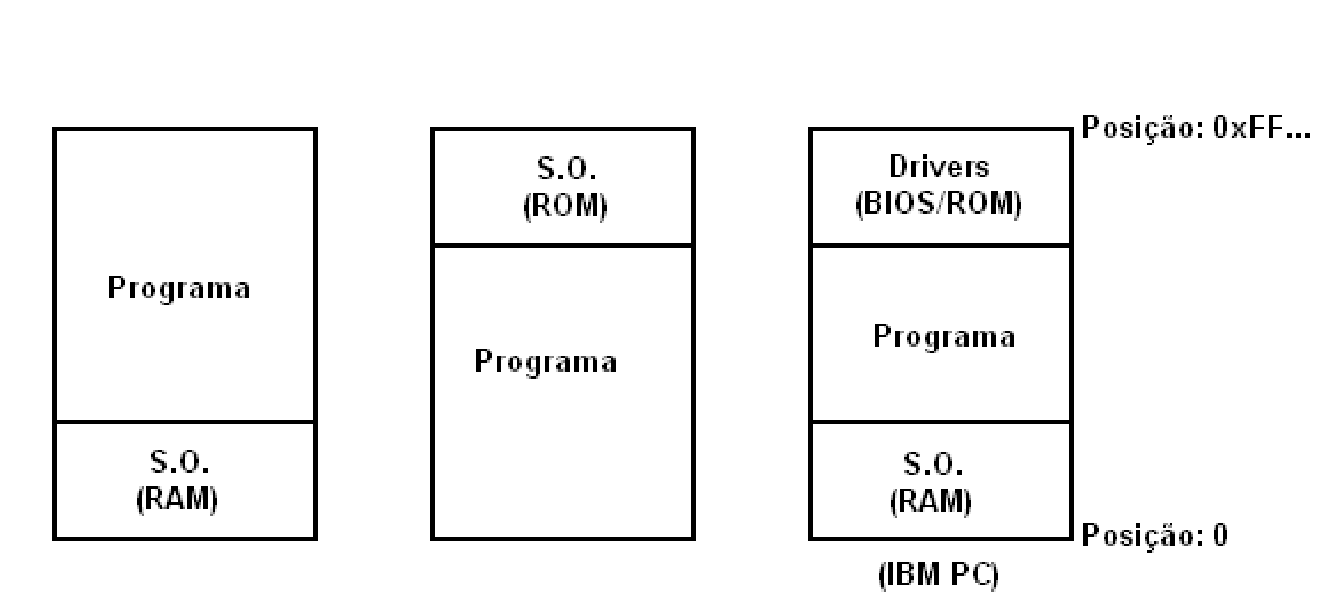 Programa
S.O.
(RAM)
S.O.
(ROM)
Programa
Drivers
(BIOS/ROM)
Programa
S.O.
(RAM)
(IBM PC)
Posição: 0xFF...
Posição: 0